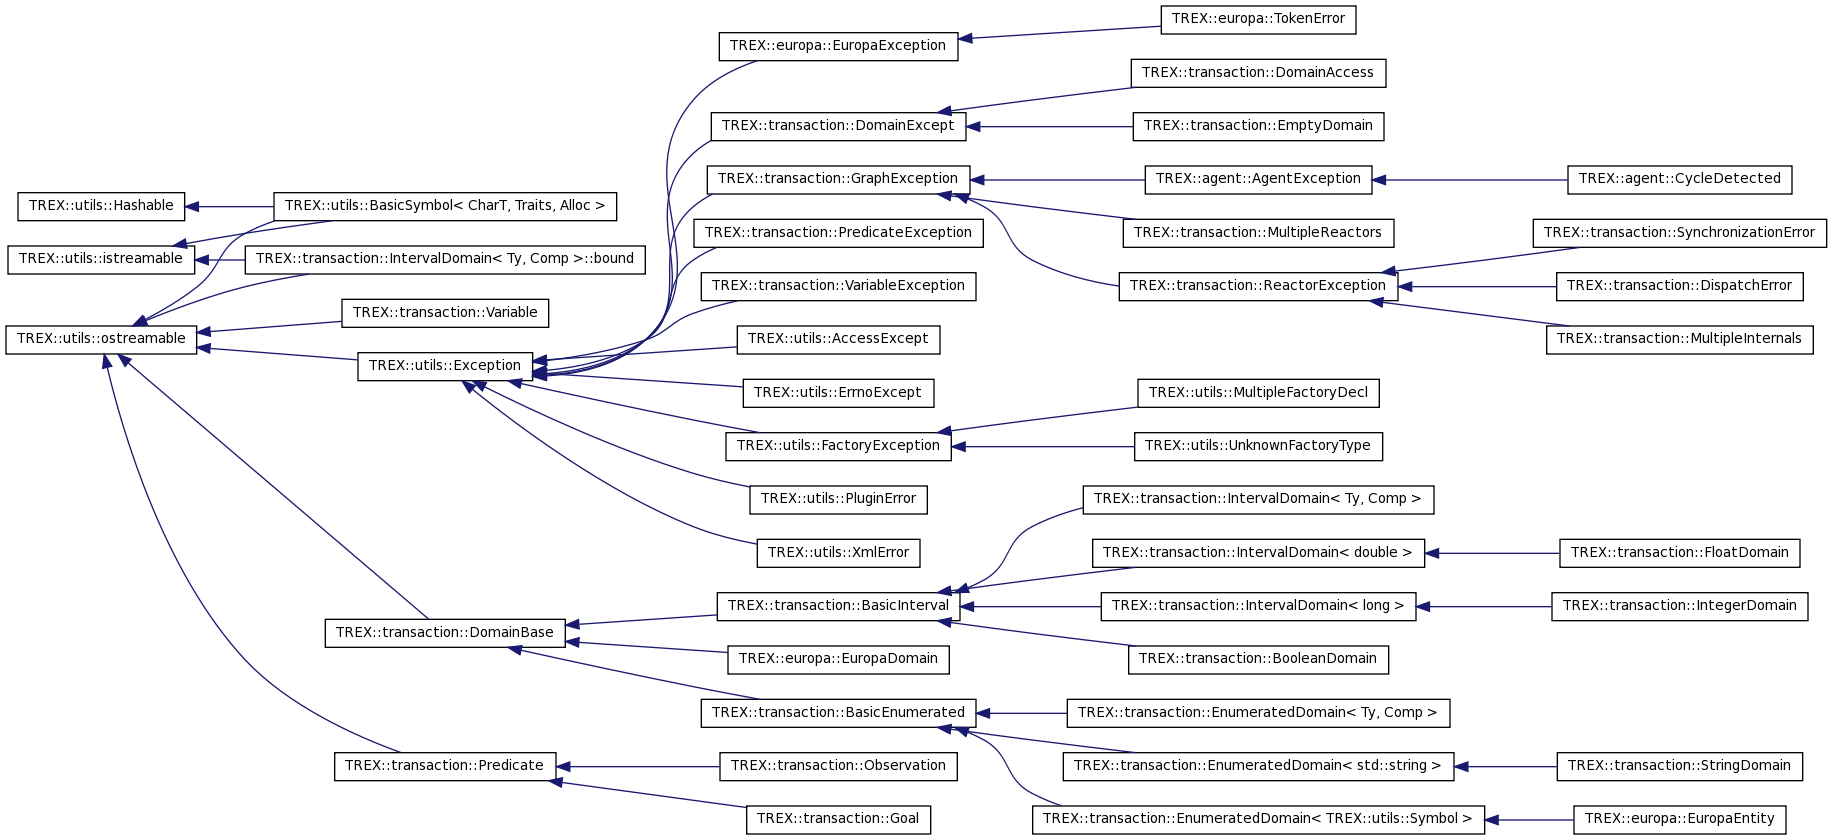 TREX::utils::Hashable
TREX::utils::istreamable
TREX::utils::ostreamable
TREX::utils::BasicSymbol< CharT, Traits, Alloc >
TREX::transaction::IntervalDomain< Ty, Comp >::bound
TREX::transaction::Variable
TREX::utils::Exception
TREX::transaction::DomainBase
TREX::transaction::Predicate
TREX::europa::EuropaException
TREX::transaction::DomainExcept
TREX::transaction::GraphException
TREX::transaction::PredicateException
TREX::transaction::VariableException
TREX::utils::AccessExcept
TREX::utils::ErrnoExcept
TREX::utils::FactoryException
TREX::utils::PluginError
TREX::utils::XmlError
TREX::transaction::BasicInterval
TREX::europa::EuropaDomain
TREX::transaction::BasicEnumerated
TREX::transaction::Observation
TREX::transaction::Goal
TREX::europa::TokenError
TREX::transaction::DomainAccess
TREX::transaction::EmptyDomain
TREX::agent::AgentException
TREX::transaction::MultipleReactors
TREX::transaction::ReactorException
TREX::utils::MultipleFactoryDecl
TREX::utils::UnknownFactoryType
TREX::transaction::IntervalDomain< Ty, Comp >
TREX::transaction::IntervalDomain< double >
TREX::transaction::IntervalDomain< long >
TREX::transaction::BooleanDomain
TREX::transaction::EnumeratedDomain< Ty, Comp >
TREX::transaction::EnumeratedDomain< std::string >
TREX::transaction::EnumeratedDomain< TREX::utils::Symbol >
TREX::agent::CycleDetected
TREX::transaction::SynchronizationError
TREX::transaction::DispatchError
TREX::transaction::MultipleInternals
TREX::transaction::FloatDomain
TREX::transaction::IntegerDomain
TREX::transaction::StringDomain
TREX::europa::EuropaEntity